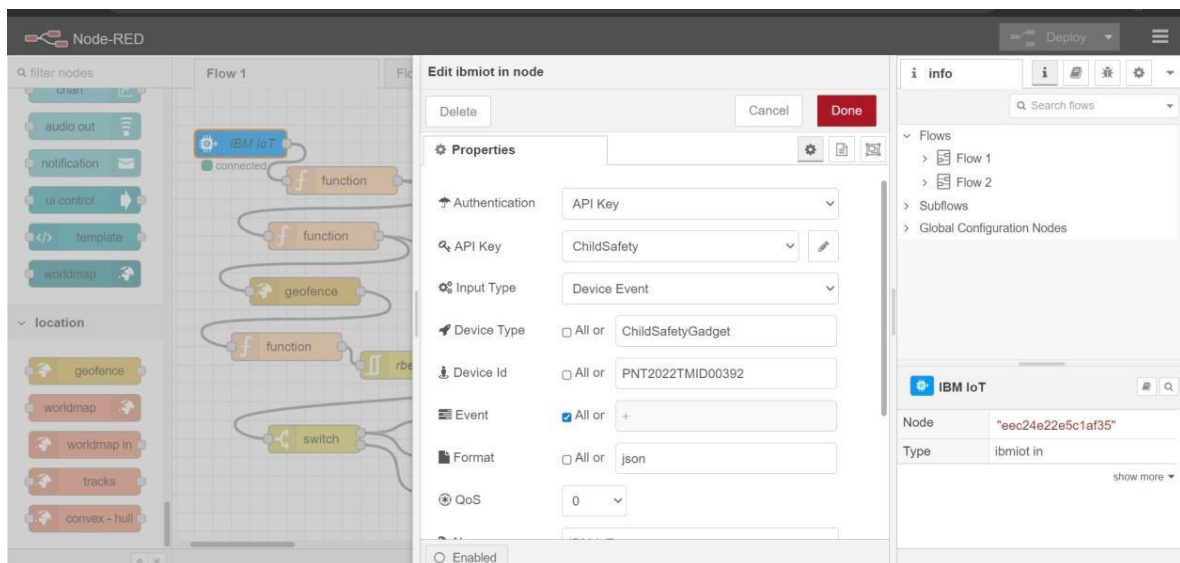 Node-RED
Deploy
filter nodes
chart
audio out
notification
ui control
</> template
worldmap
location
geofence
worldmap
worldmap in
tracks
convex - hull
Flow 1
IBM IoT
connected
function
function
geofence
function
rbe
switch
Edit ibmiot in node
Delete
Cancel
Done
Properties
Authentication
API Key
API Key
ChildSafety
Input Type
Device Event
Device Type
All or
ChildSafetyGadget
Device Id
All or
PNT2022TMID00392
Event
All or
+
Format
All or
json
QoS
0
Enabled
i info
i
Search flows
Flows
Flow 1
Flow 2
Subflows
Global Configuration Nodes
IBM IoT
Node
"eec24e22e5c1af35"
Type
ibmiot in
show more